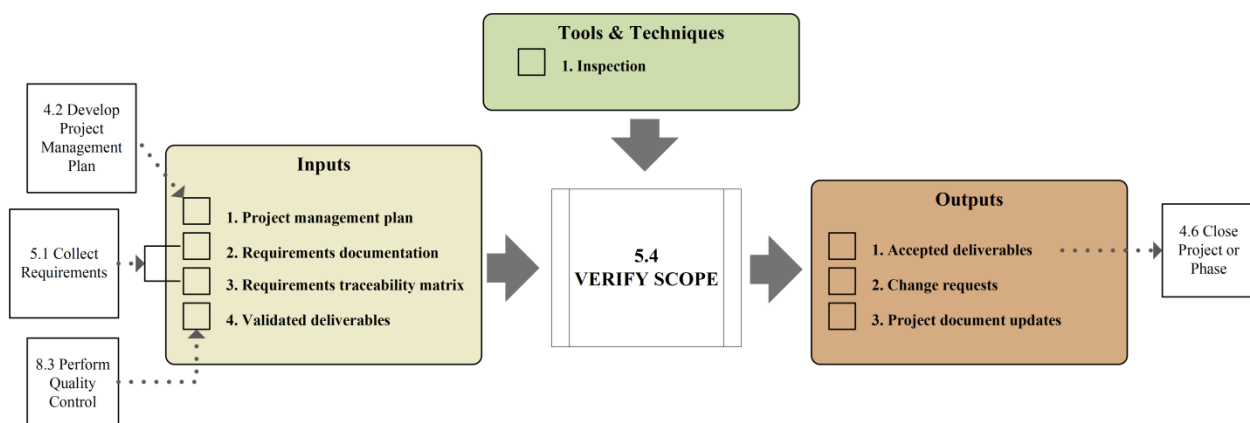 Tools & Techniques
1. Inspection
4.2 Develop
Project
Management
Plan
Inputs
1. Project management plan
2. Requirements documentation
3. Requirements traceability matrix
4. Validated deliverables
5.1 Collect
Requirements
8.3 Perform
Quality
Control
5.4
VERIFY SCOPE
Outputs
1. Accepted deliverables
2. Change requests
3. Project document updates
4.6 Close
Project or
Phase